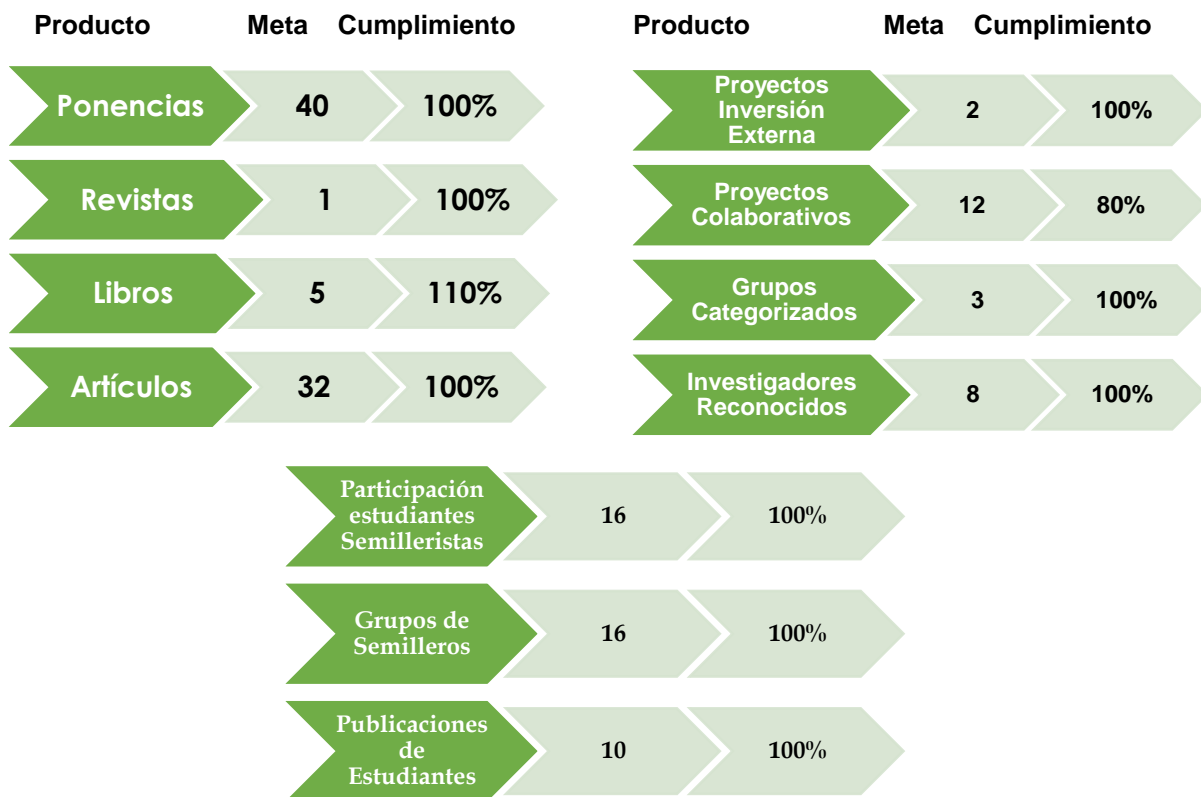 Producto Meta Cumplimiento
Ponencias 40 100%
Revistas 1 100%
Libros 5 110%
Artículos 32 100%
Producto Meta Cumplimiento
Proyectos
Inversión
Externa
2 100%
Proyectos
Colaborativos
12 80%
Grupos
Categorizados
3 100%
Investigadores
Reconocidos
8 100%
Participación
estudiantes
Semilleristas
16 100%
Grupos de
Semilleros
16 100%
Publicaciones
de
Estudiantes
10 100%